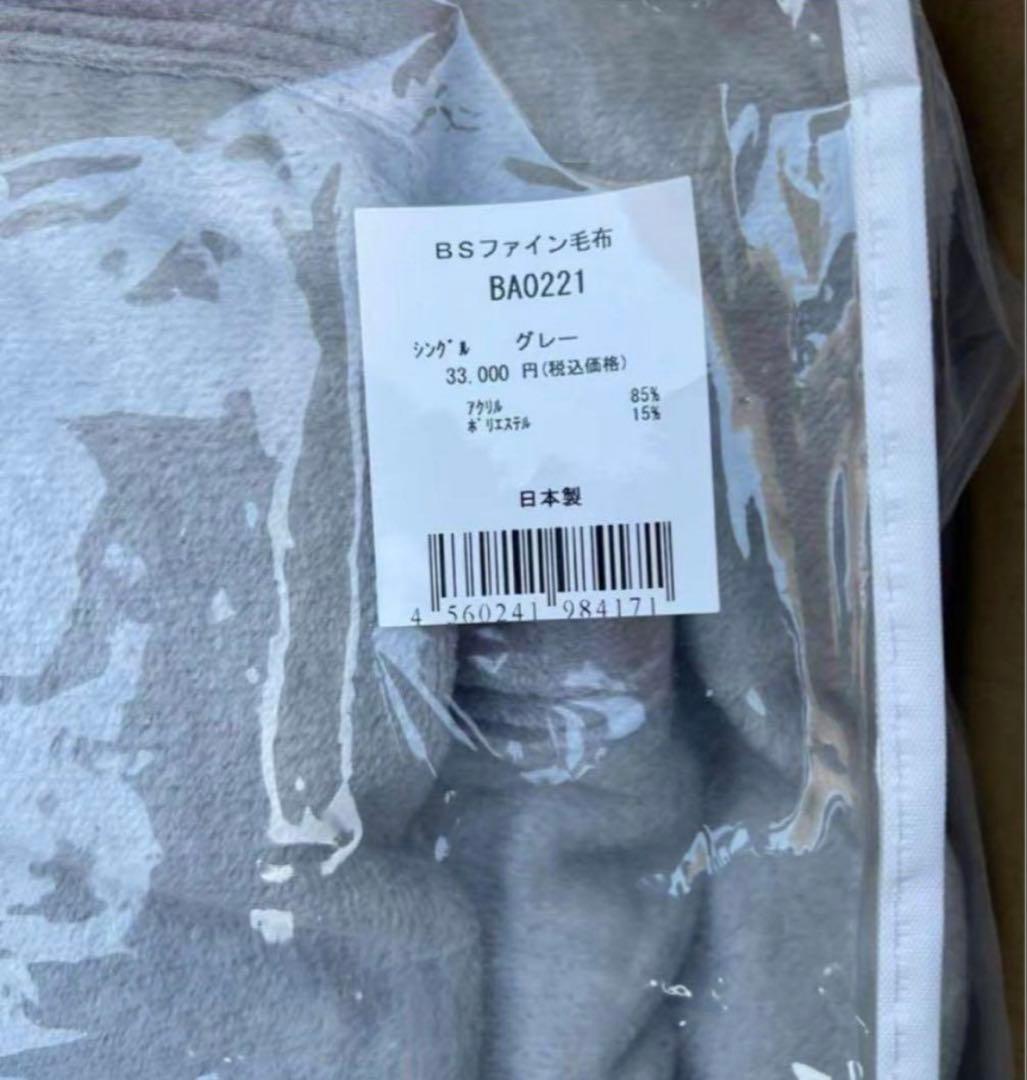 BSファイン毛布
BA0221
シングル グレー
33,000 円(税込価格)
アクリル 85%
ポリエステル 15%
日本製
4 560241 984171